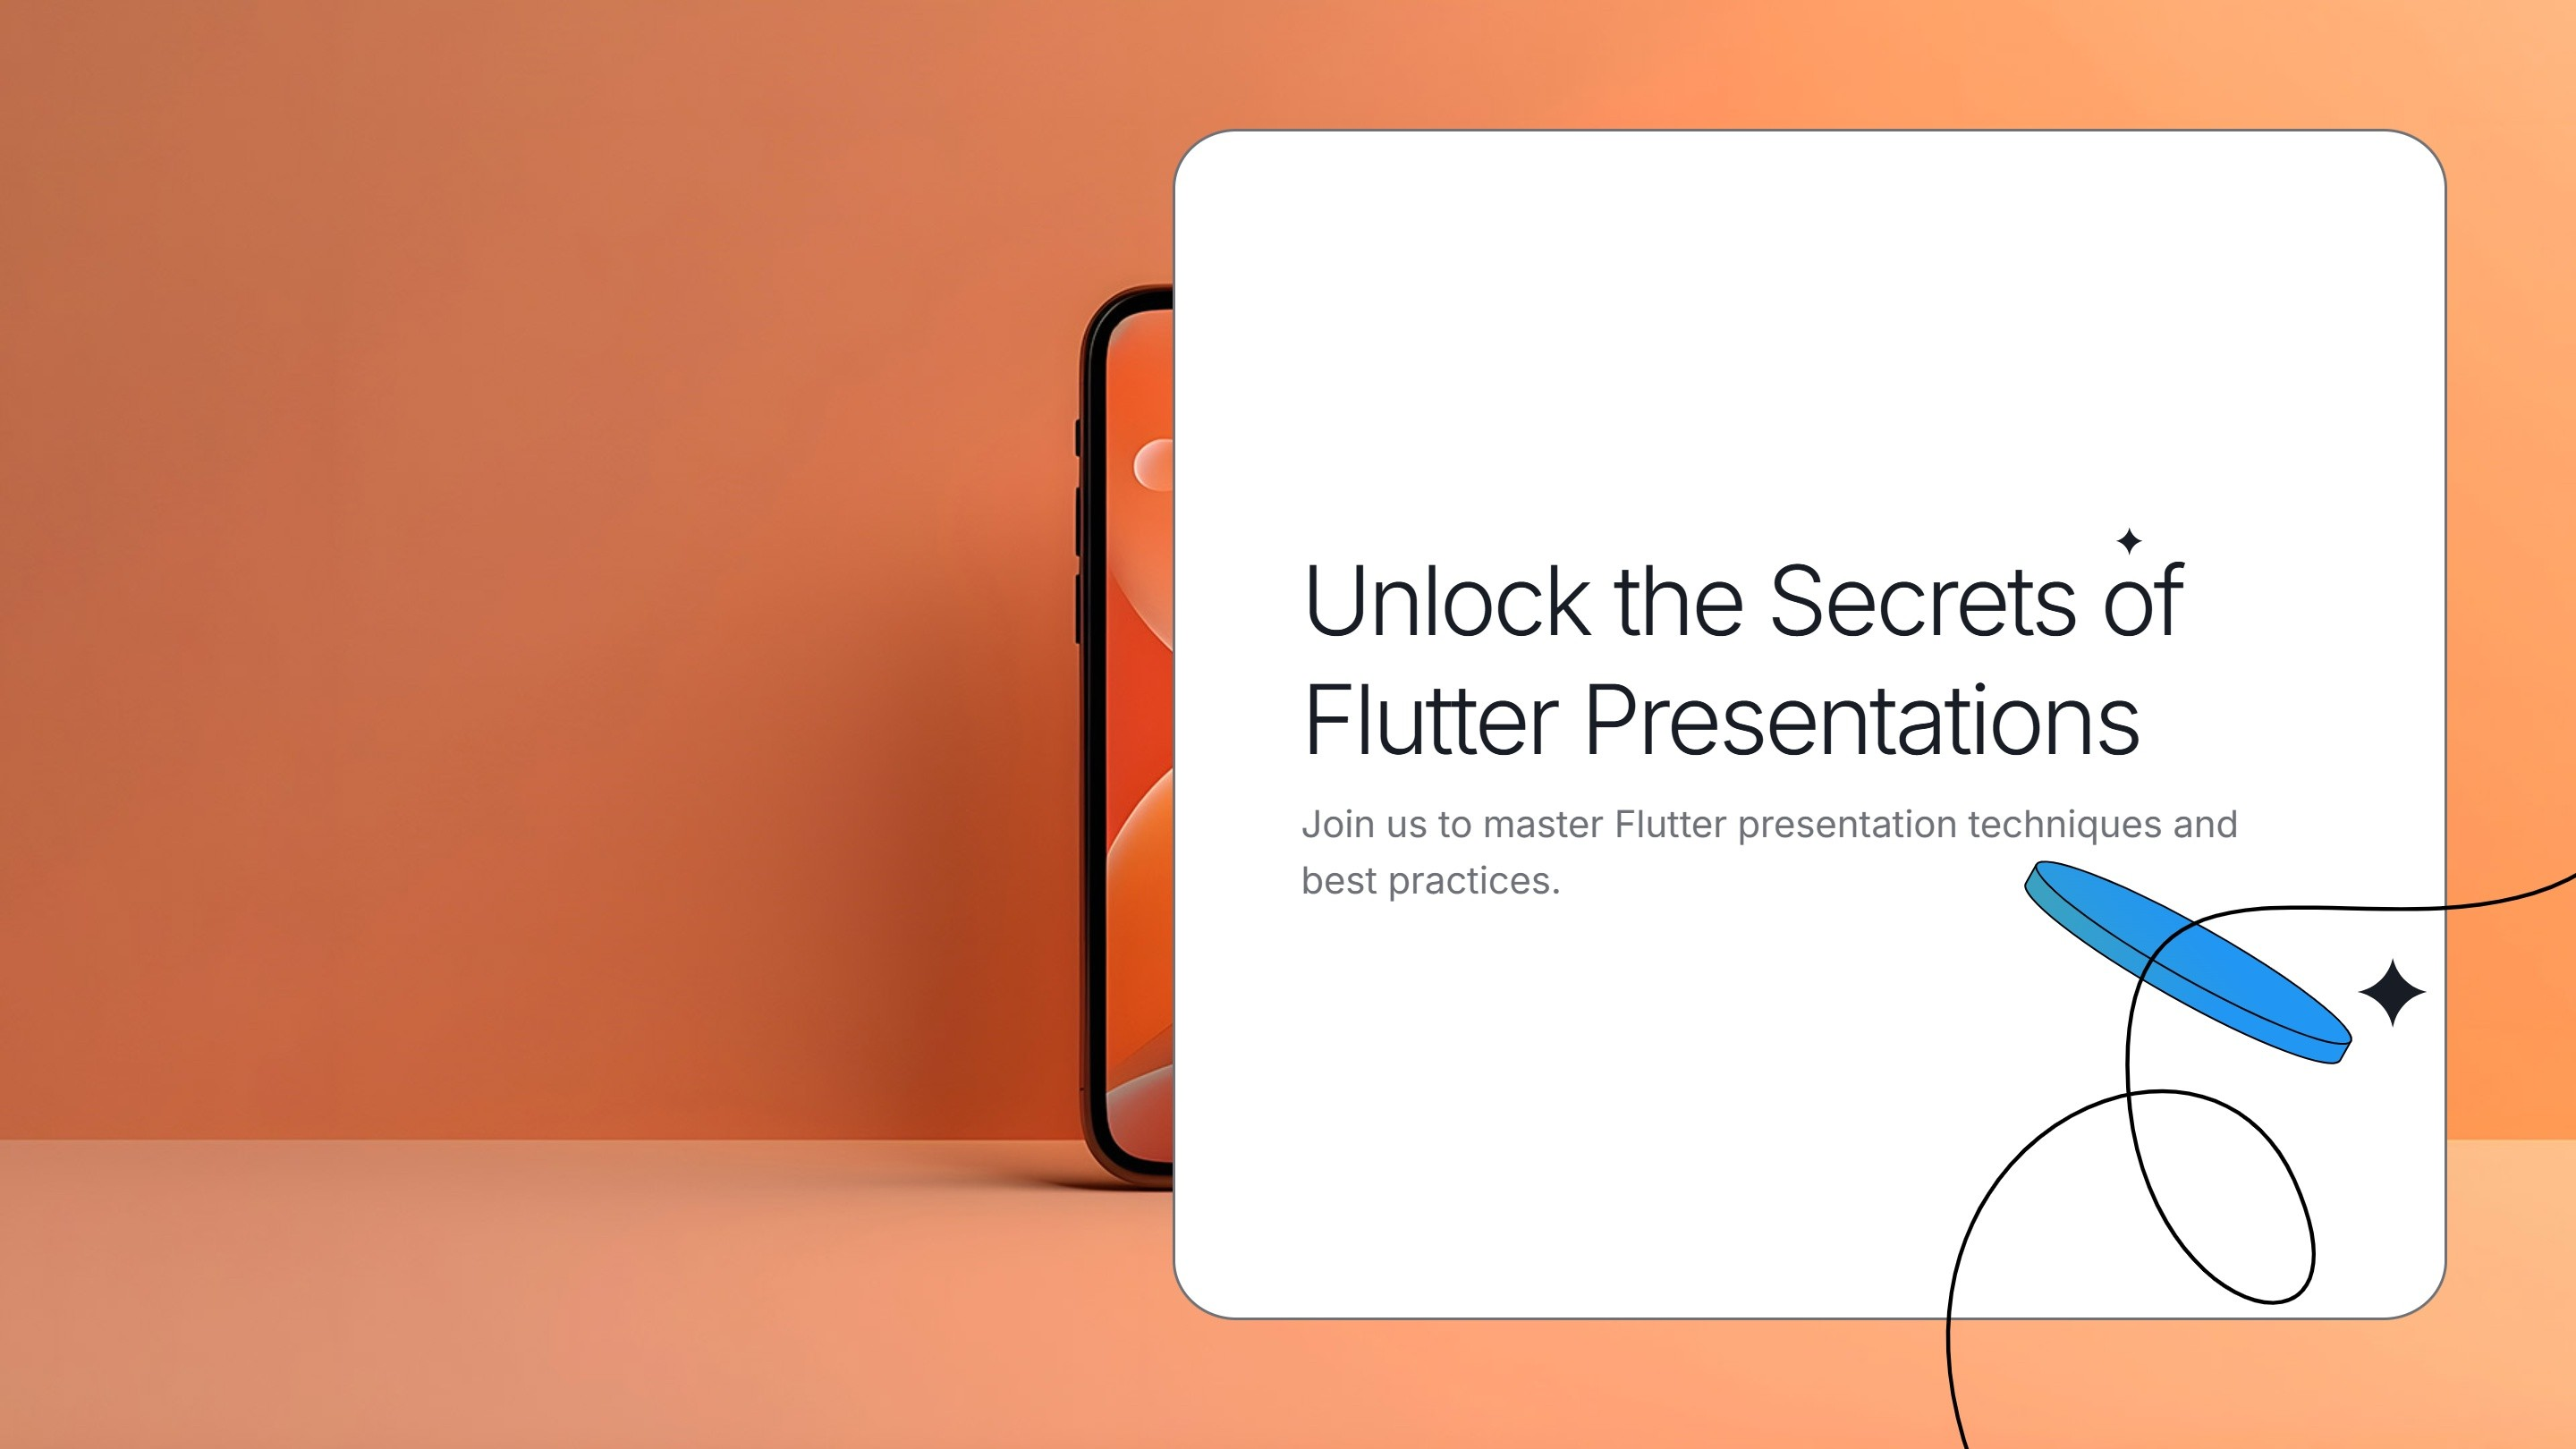 Unlock the Secrets of
Flutter Presentations
Join us to master Flutter presentation techniques and
best practices.